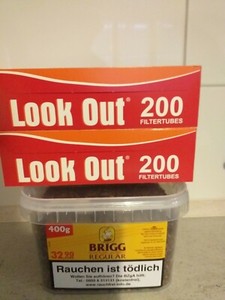 Look Out® 200
FILTERTUBES
Look Out® 200
FILTERTUBES
400g
BRIGG
REGULAR
Rauchen ist tödlich